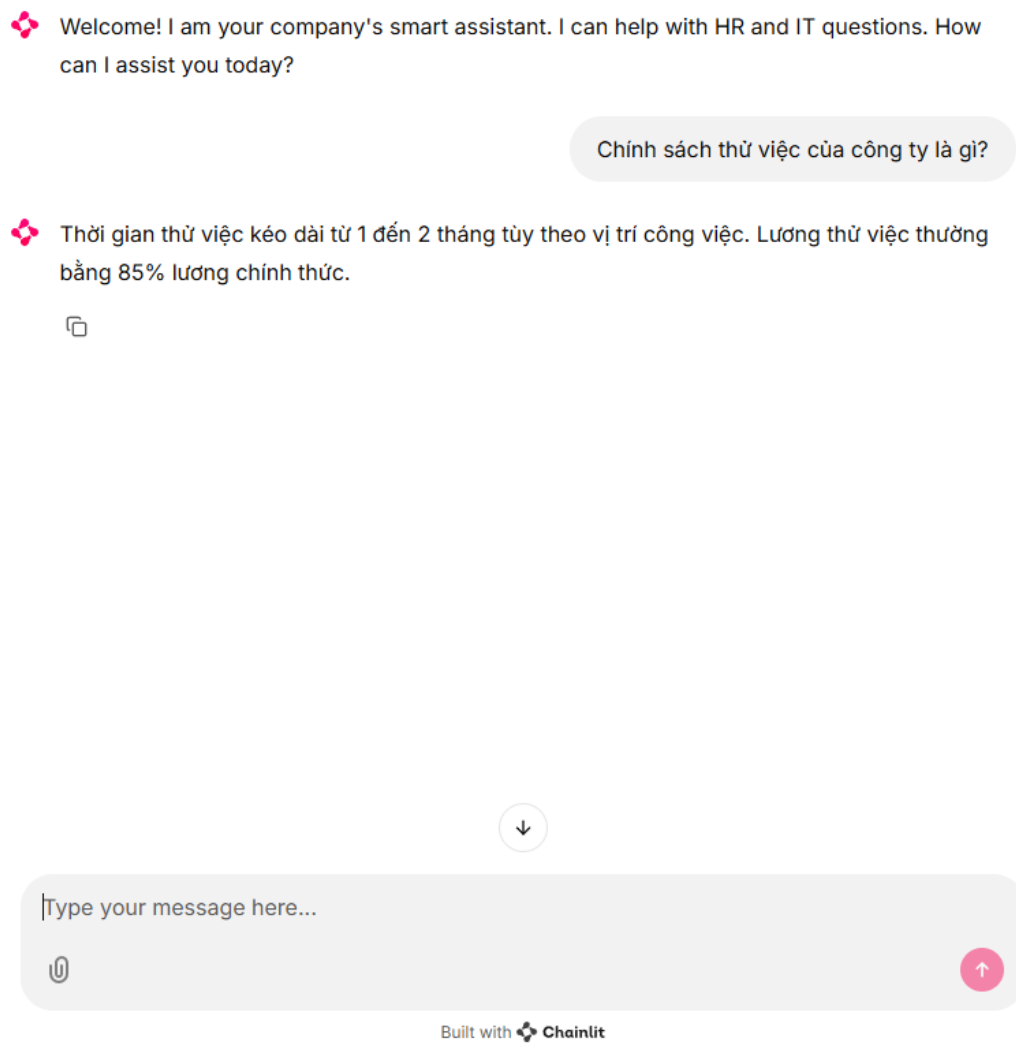 Welcome! I am your company's smart assistant. I can help with HR and IT questions. How
can I assist you today?
Chính sách thử việc của công ty là gì?
Thời gian thử việc kéo dài từ 1 đến 2 tháng tùy theo vị trí công việc. Lương thử việc thường
bằng 85% lương chính thức.
Type your message here...
Built with Chainlit